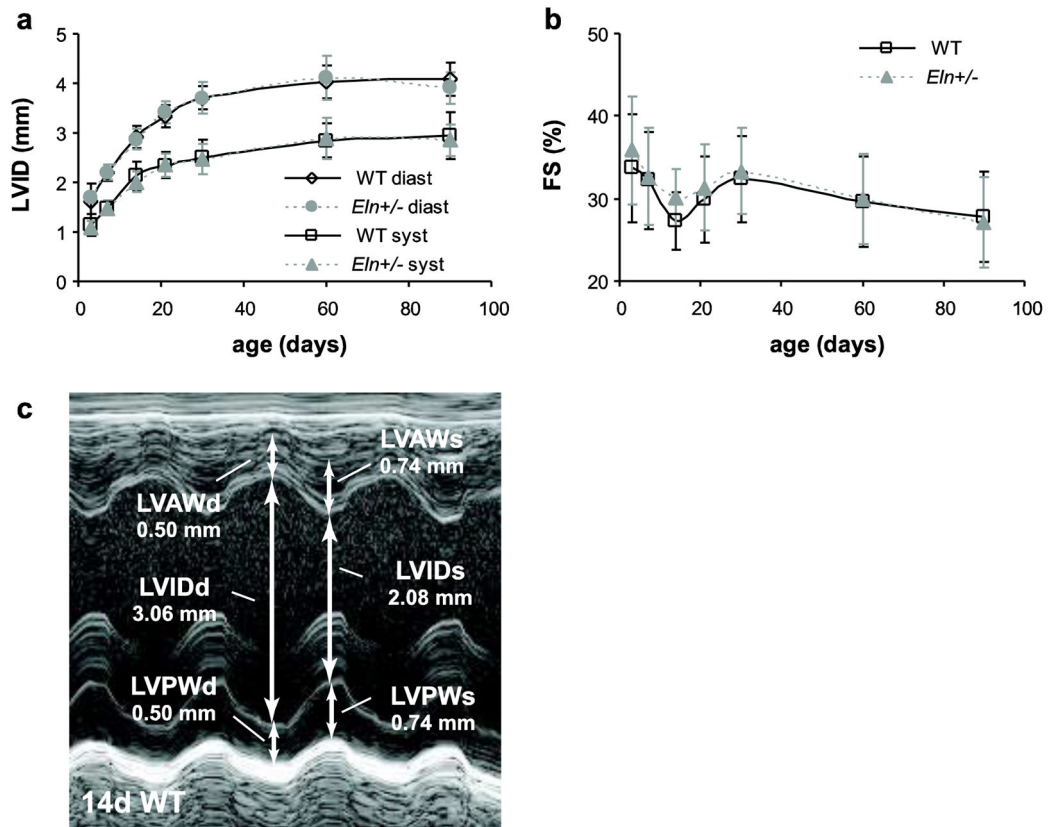 a
LVID (mm)
5
4
3
2
1
0
0 20 40 60 80 100
age (days)
WT diast
Eln+/- diast
WT syst
Eln+/- syst
b
FS (%)
50
40
30
20
0 20 40 60 80 100
age (days)
WT
Eln+/-
c
LVAWs
0.74 mm
LVAWd
0.50 mm
LVIDd
3.06 mm
LVIDs
2.08 mm
LVPWd
0.50 mm
LVPWs
0.74 mm
14d WT